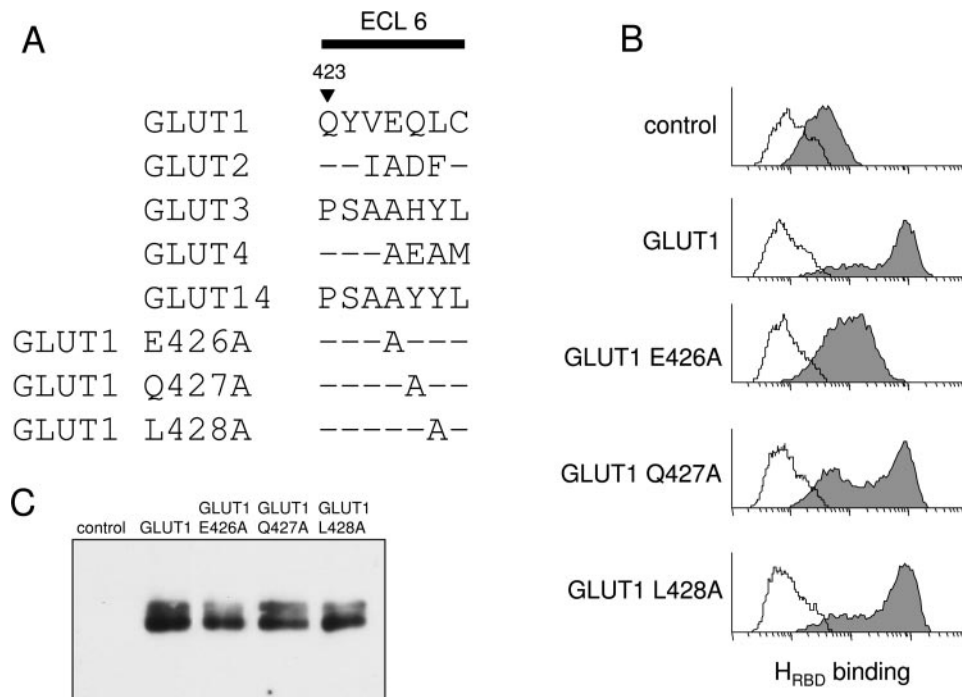 A
ECL 6
423
GLUT1 QYVEQLC
GLUT2 --IADF-
GLUT3 PSAAHYL
GLUT4 ---AEAM
GLUT14 PSAAYYL
GLUT1 E426A ---A---
GLUT1 Q427A ----A--
GLUT1 L428A -----A-
B
control
GLUT1
GLUT1 E426A
GLUT1 Q427A
GLUT1 L428A
HRBD binding
C
control GLUT1 GLUT1 E426A GLUT1 Q427A GLUT1 L428A